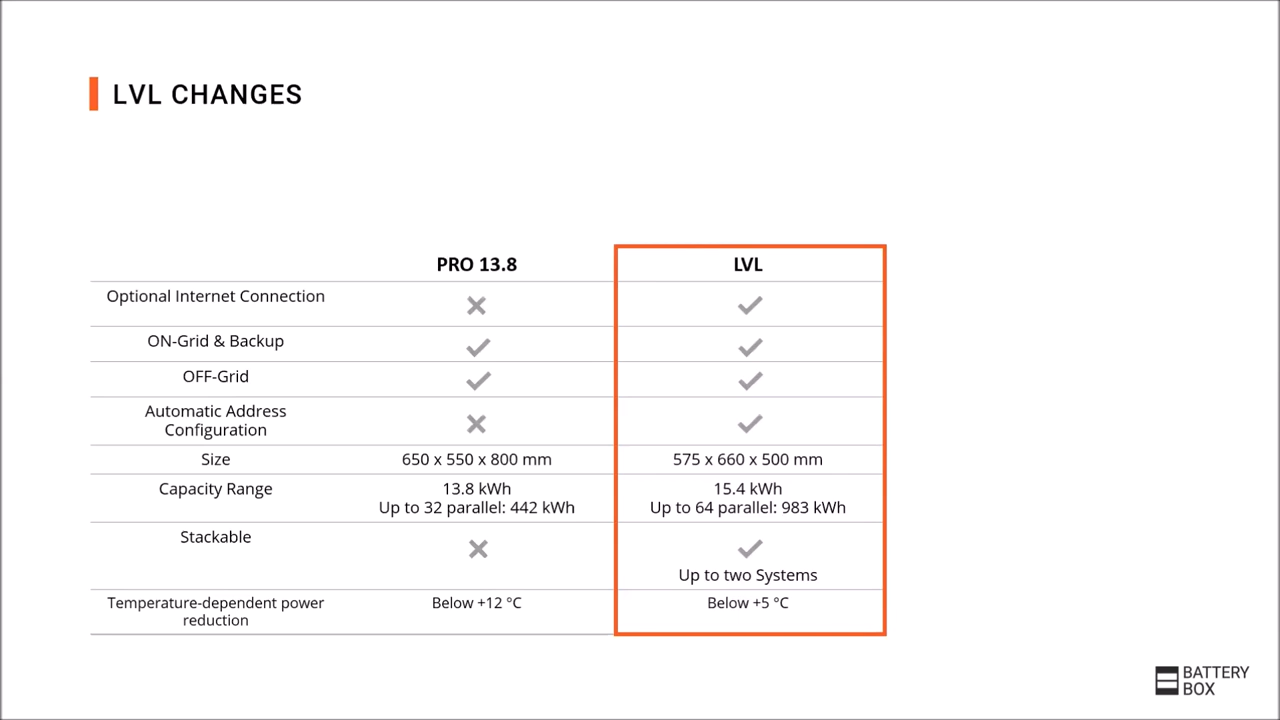 LVL CHANGES
PRO 13.8 LVL
Optional Internet Connection
ON-Grid & Backup
OFF-Grid
Automatic Address
Configuration
Size 650 x 550 x 800 mm 575 x 660 x 500 mm
Capacity Range 13.8 kWh 15.4 kWh
Up to 32 parallel: 442 kWh Up to 64 parallel: 983 kWh
Stackable
Up to two Systems
Temperature-dependent power Below +12 °C Below +5 °C
reduction
BATTERY
BOX